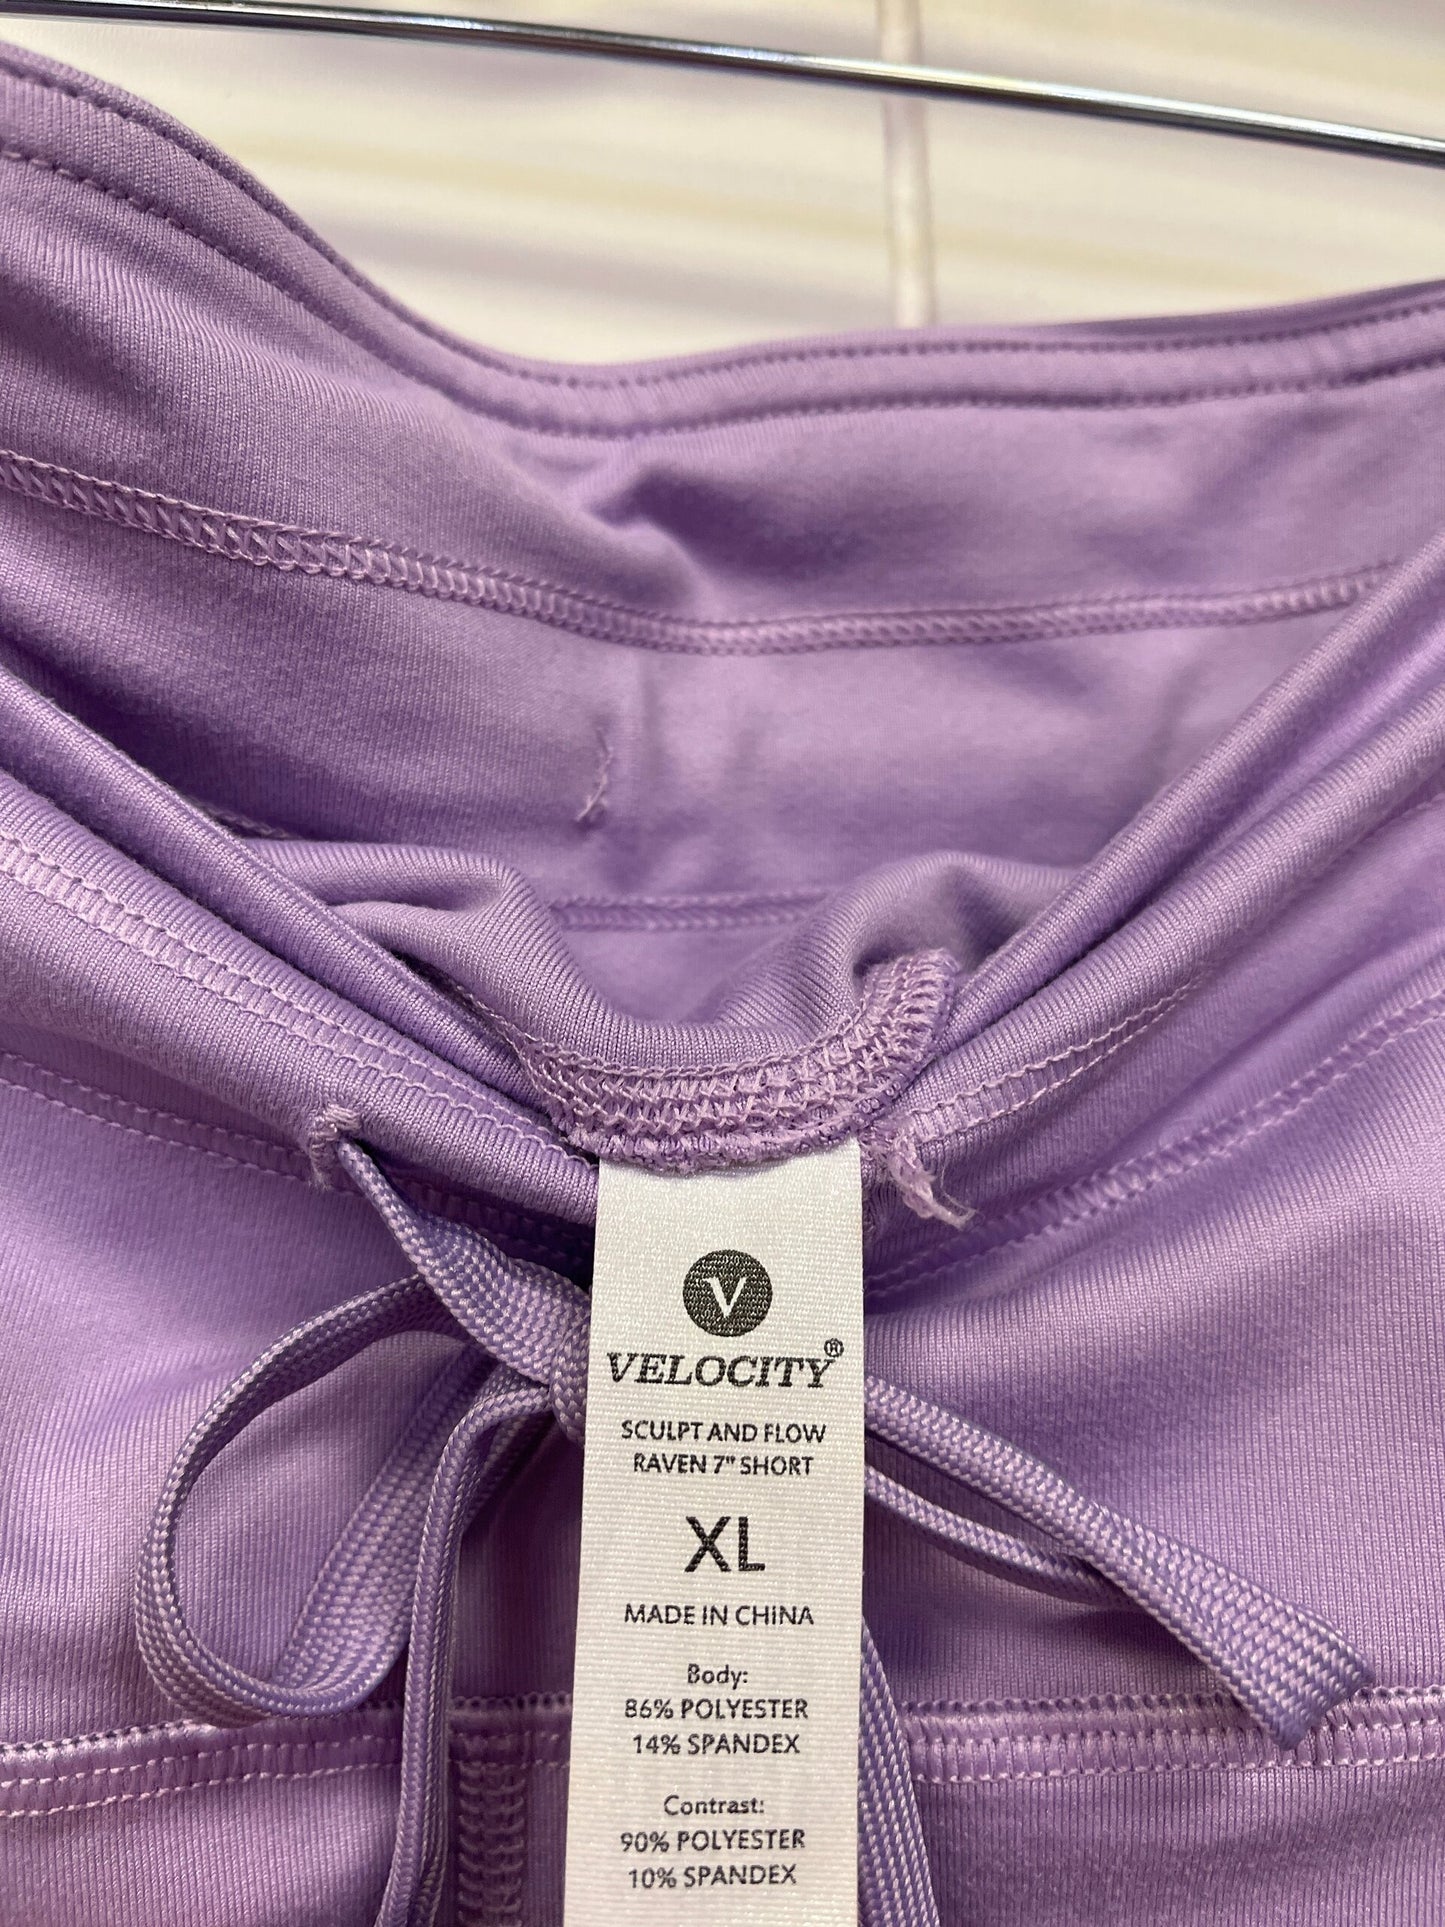 V
VELOCITY®
SCULPT AND FLOW
RAVEN 7" SHORT
XL
MADE IN CHINA
Body:
86% POLYESTER
14% SPANDEX
Contrast:
90% POLYESTER
10% SPANDEX